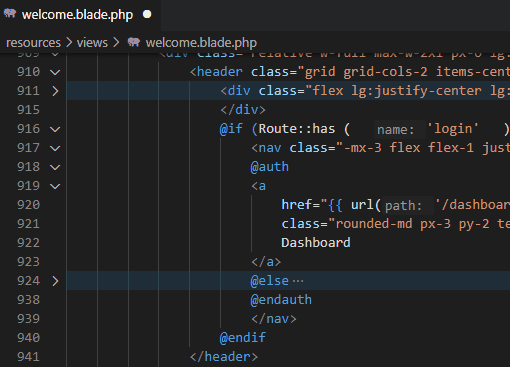 welcome.blade.php
resources > views > welcome.blade.php
909 <div class="relative w-full max-w-2xl px-6 lg:
910 <header class="grid grid-cols-2 items-cent
911 <div class="flex lg:justify-center lg:
915 </div>
916 @if (Route::has ( name: 'login' )
917 <nav class="-mx-3 flex flex-1 just
918 @auth
919 <a
920 href="{{ url(path: '/dashboar
921 class="rounded-md px-3 py-2 te
922 Dashboard
923 </a>
924 @else ···
938 @endauth
939 </nav>
940 @endif
941 </header>